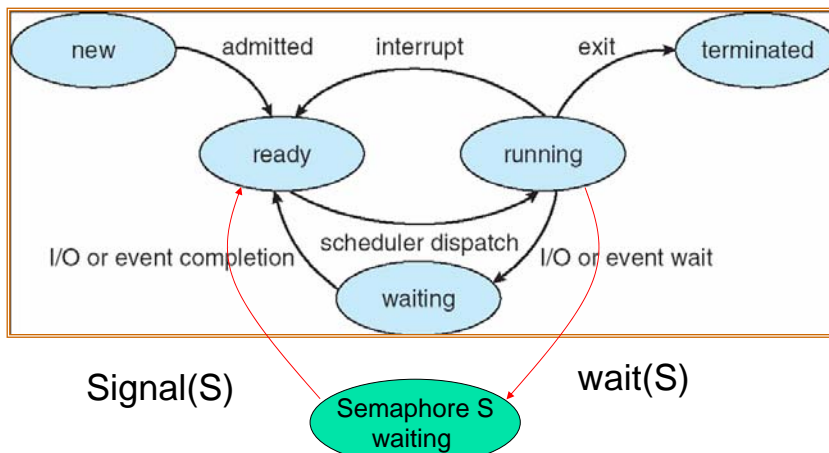 new
admitted
interrupt
exit
terminated
ready
running
scheduler dispatch
I/O or event completion
I/O or event wait
waiting
Signal(S)
wait(S)
Semaphore S
waiting